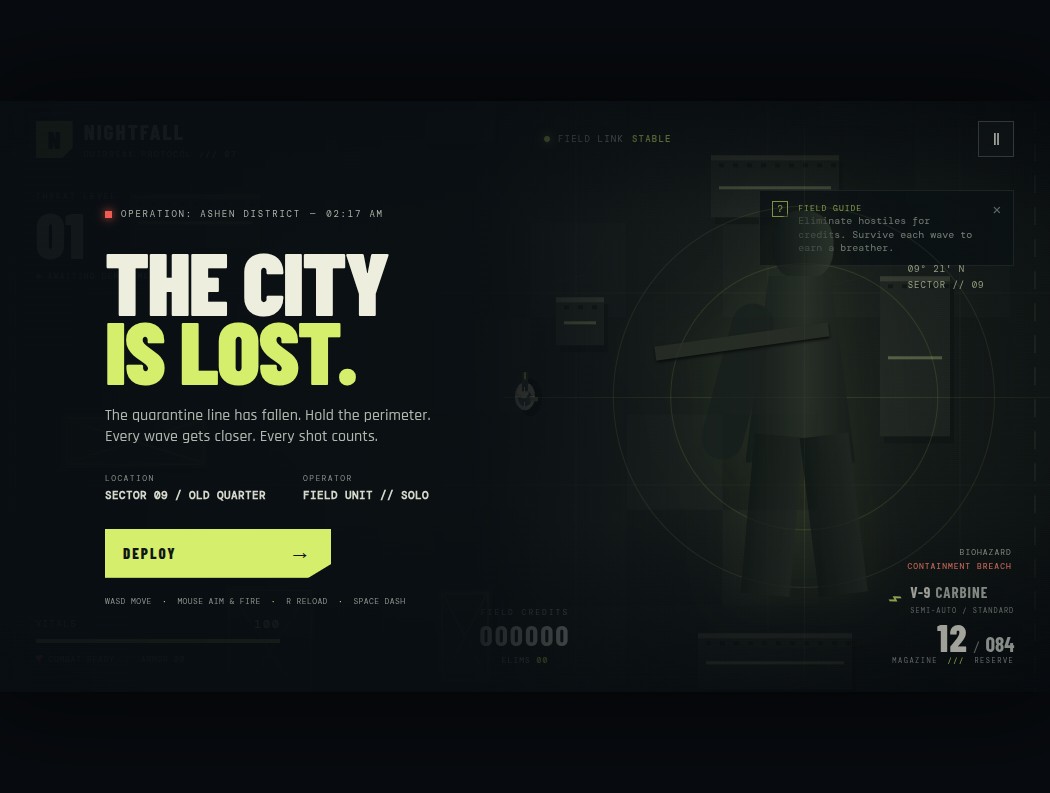 NIGHTFALL
FIELD LINK STABLE
01
OPERATION: ASHEN DISTRICT — 02:17 AM
THE CITY
IS LOST.
The quarantine line has fallen. Hold the perimeter.
Every wave gets closer. Every shot counts.
LOCATION
SECTOR 09 / OLD QUARTER
OPERATOR
FIELD UNIT // SOLO
DEPLOY →
WASD MOVE · MOUSE AIM & FIRE · R RELOAD · SPACE DASH
? FIELD GUIDE ×
Eliminate hostiles for
credits. Survive each wave to
earn a breather.
09° 21' N
SECTOR // 09
BIOHAZARD
CONTAINMENT BREACH
V-9 CARBINE
SEMI-AUTO / STANDARD
12 / 084
MAGAZINE /// RESERVE
100
FIELD CREDITS
000000
ELIMS 00